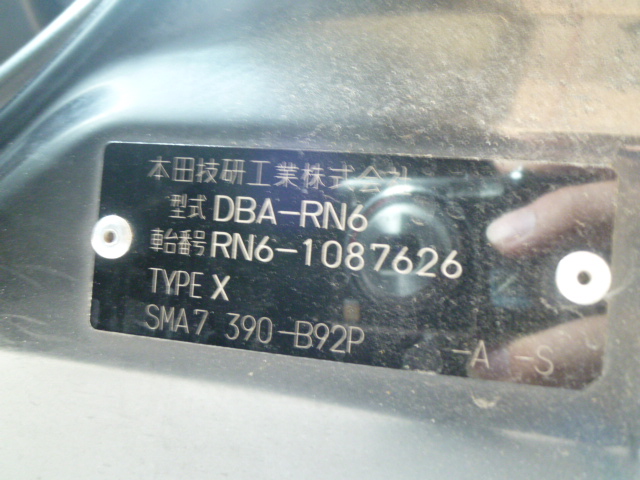 本田技研工業株式会社
型式 DBA-RN6
車台番号 RN6-1087626
TYPE X
SMA7 390-B92P -A -S